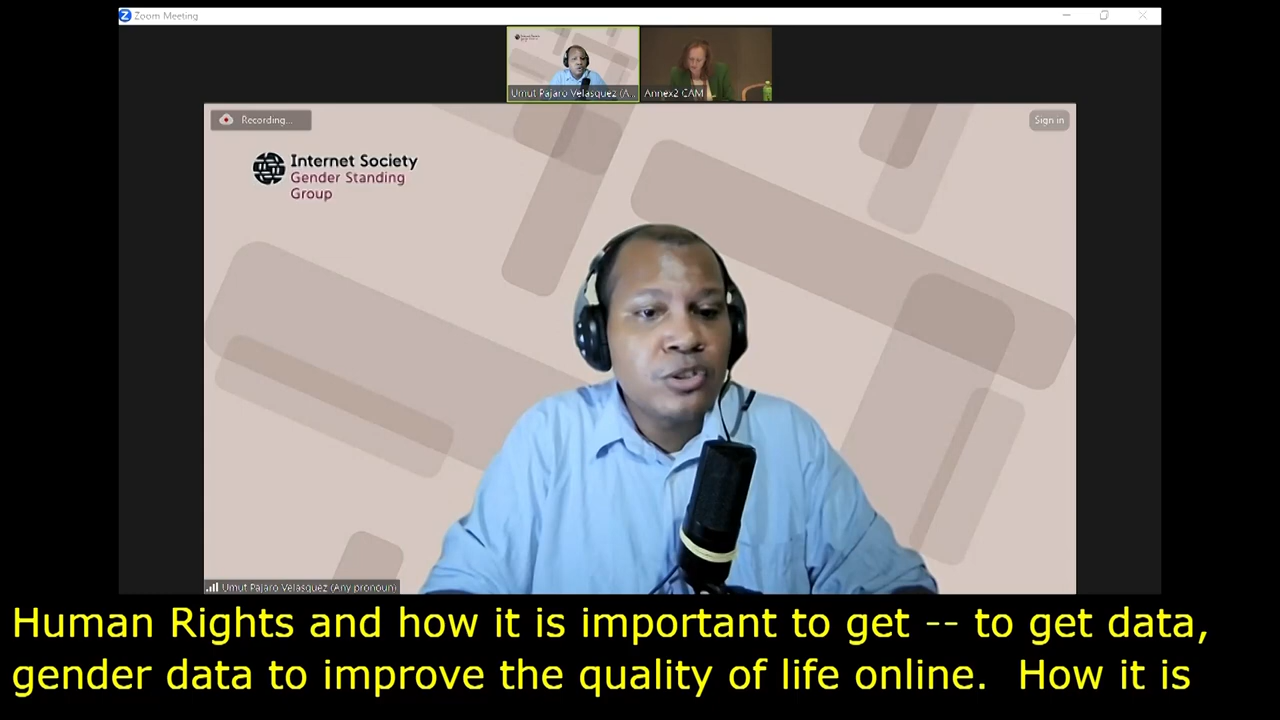 Zoom Meeting
Umut Pajaro Velasquez (A...
Annex2 CAM
Recording...
Sign in
Internet Society
Gender Standing
Group
Umut Pajaro Velasquez (Any pronoun)
Human Rights and how it is important to get -- to get data,
gender data to improve the quality of life online.  How it is